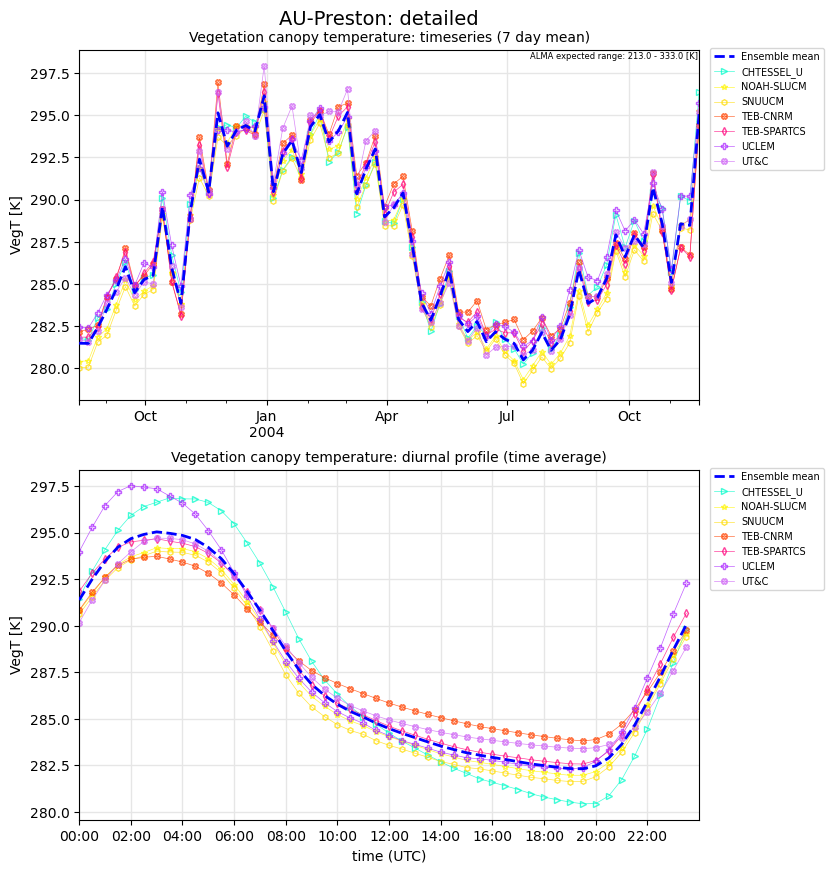 AU-Preston: detailed
Vegetation canopy temperature: timeseries (7 day mean)
ALMA expected range: 213.0 - 333.0 [K]
VegT [K]
297.5
295.0
292.5
290.0
287.5
285.0
282.5
280.0
Oct
Jan
2004
Apr
Jul
Oct
Ensemble mean
CHTESSEL_U
NOAH-SLUCM
SNUUCM
TEB-CNRM
TEB-SPARTCS
UCLEM
UT&C
Vegetation canopy temperature: diurnal profile (time average)
VegT [K]
297.5
295.0
292.5
290.0
287.5
285.0
282.5
280.0
00:00
02:00
04:00
06:00
08:00
10:00
12:00
14:00
16:00
18:00
20:00
22:00
time (UTC)
Ensemble mean
CHTESSEL_U
NOAH-SLUCM
SNUUCM
TEB-CNRM
TEB-SPARTCS
UCLEM
UT&C